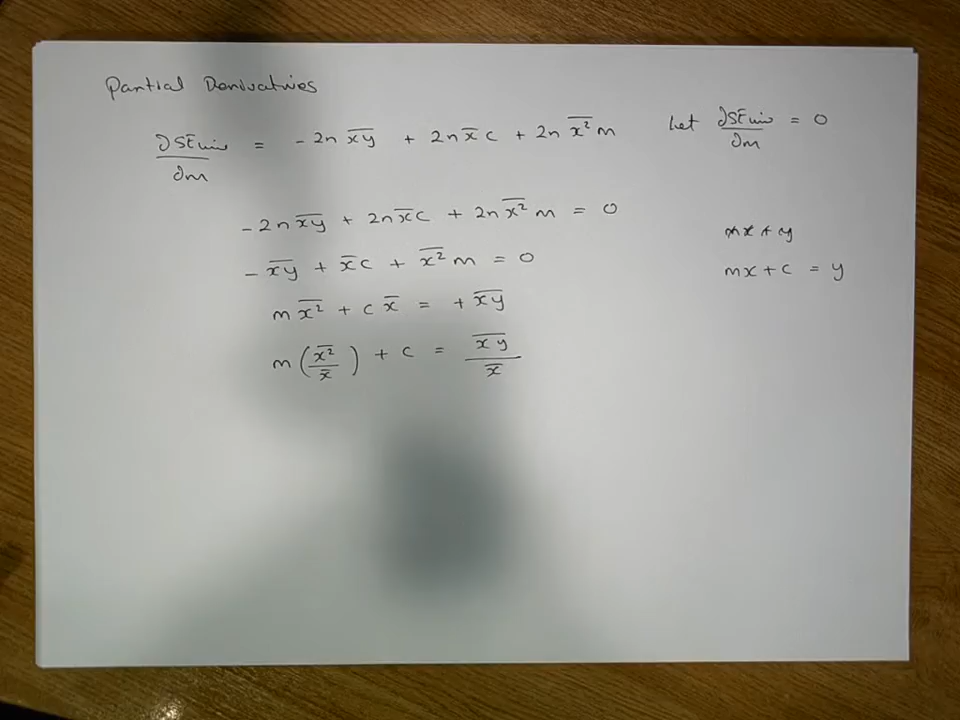 Partial Derivatives
∂SE_line/∂m = -2n x̅y̅ + 2n x̅ c + 2n x̅²̅ m    Let ∂SE_line/∂m = 0
-2n x̅y̅ + 2n x̅ c + 2n x̅²̅ m = 0
mx + y
- x̅y̅ + x̅ c + x̅²̅ m = 0    mx + c = y
m x̅²̅ + c x̅ = + x̅y̅
m (x̅²̅/x̅) + c = x̅y̅/x̅